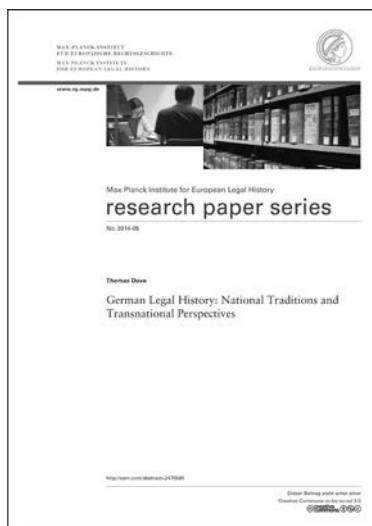 MAX-PLANCK-INSTITUT
FÜR EUROPÄISCHE RECHTSGESCHICHTE
MAX PLANCK INSTITUTE
FOR EUROPEAN LEGAL HISTORY
www.rg.mpg.de
Max Planck Institute for European Legal History
research paper series
No. 2014-05
Thomas Duve
German Legal History: National Traditions and
Transnational Perspectives
Dieser Beitrag steht unter einer
Creative Commons cc-by-nc-nd 3.0